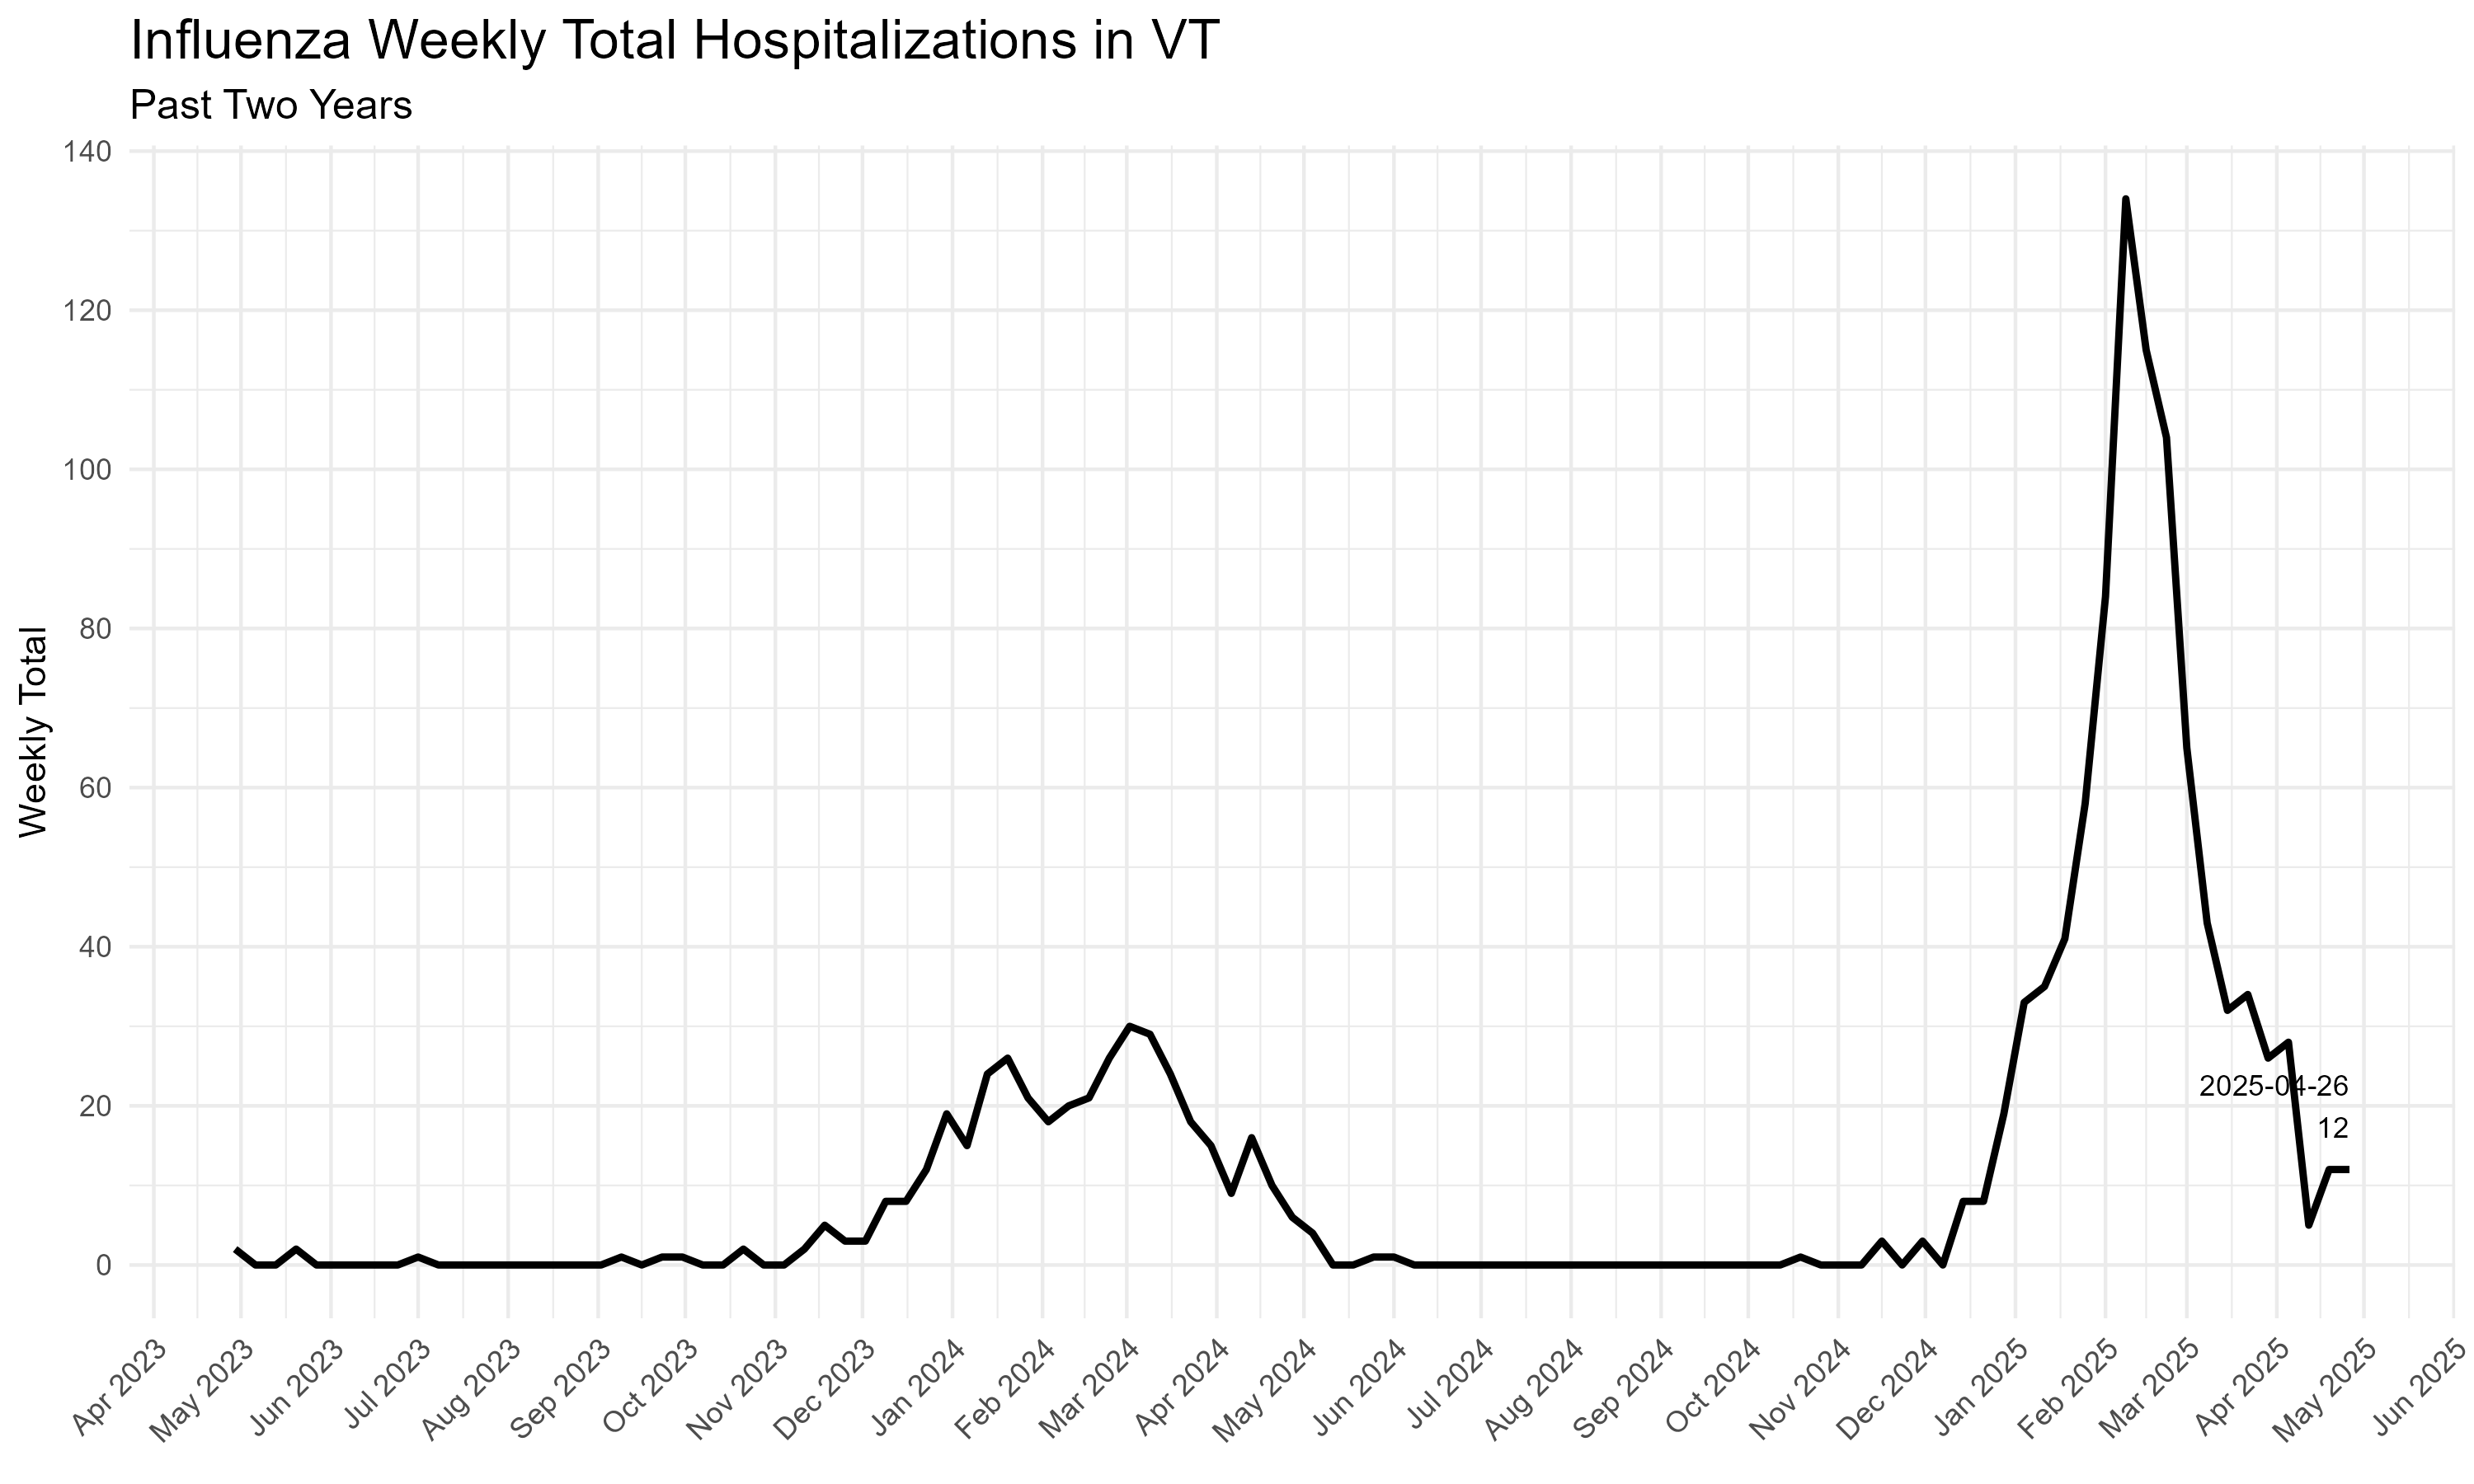 Influenza Weekly Total Hospitalizations in VT
Past Two Years
140
120
100
80
60
40
20
0
Weekly Total
2025-04-26
12
Apr 2023
May 2023
Jun 2023
Jul 2023
Aug 2023
Sep 2023
Oct 2023
Nov 2023
Dec 2023
Jan 2024
Feb 2024
Mar 2024
Apr 2024
May 2024
Jun 2024
Jul 2024
Aug 2024
Sep 2024
Oct 2024
Nov 2024
Dec 2024
Jan 2025
Feb 2025
Mar 2025
Apr 2025
May 2025
Jun 2025